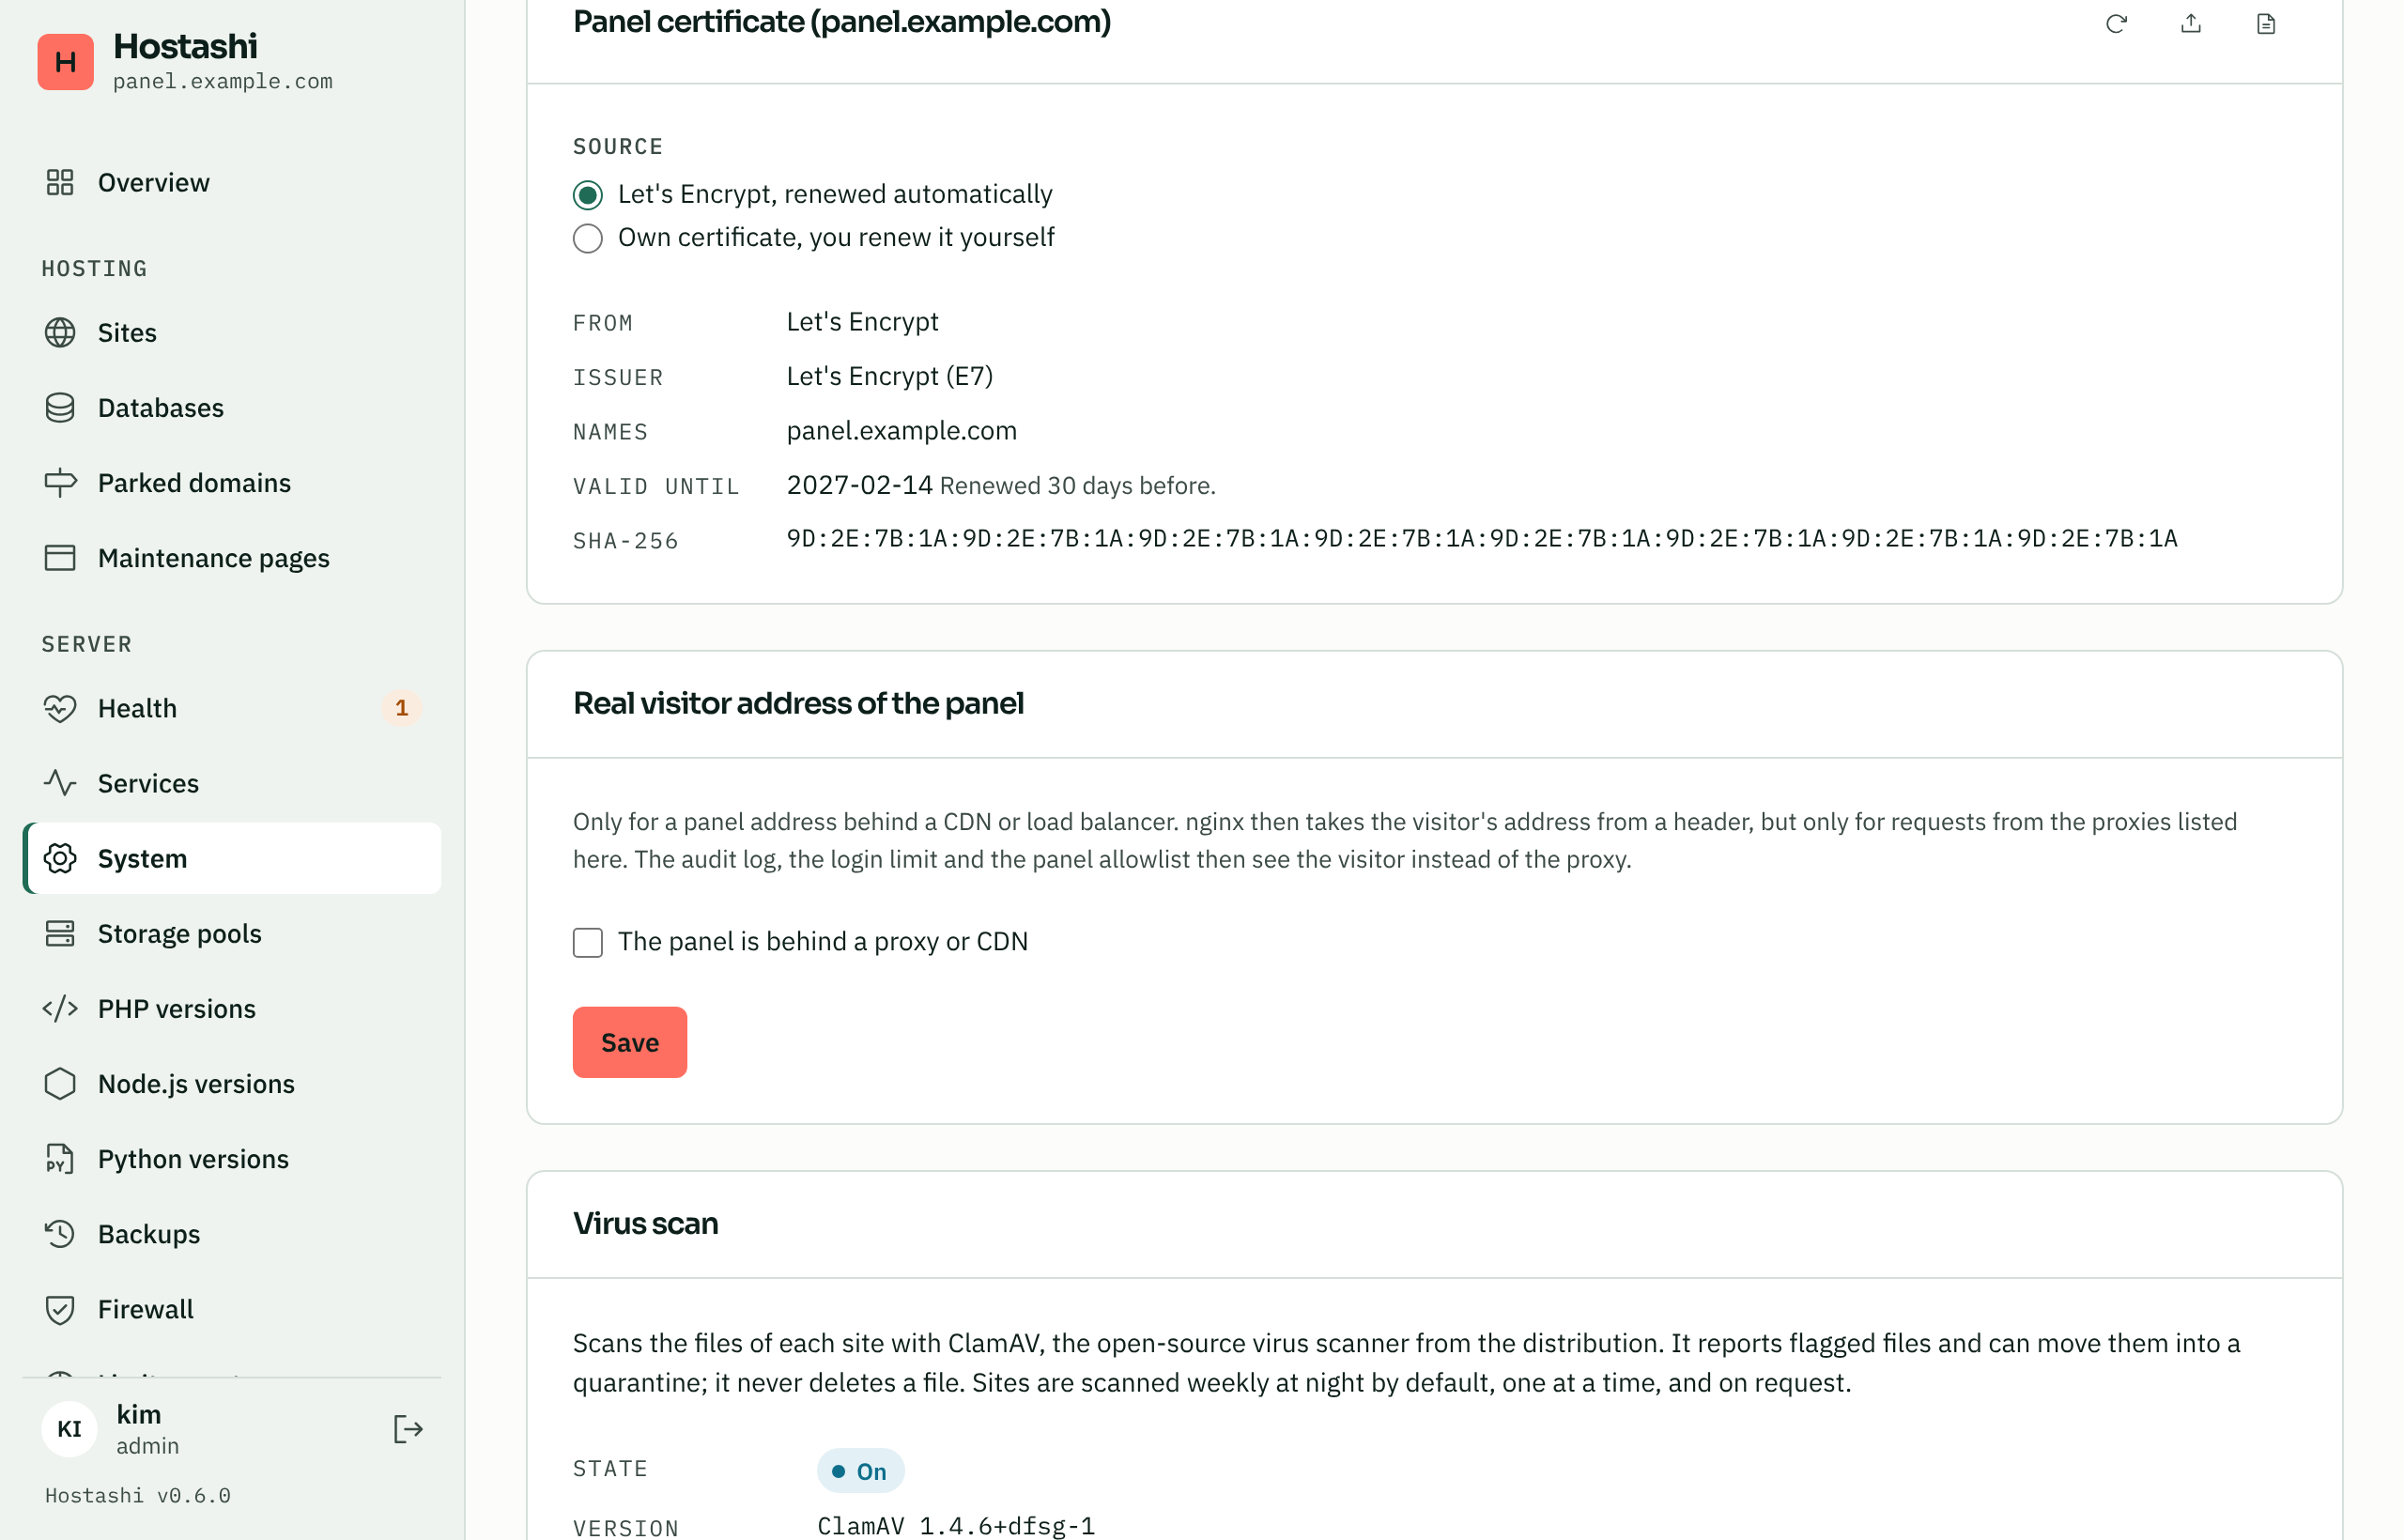 H
Hostashi
panel.example.com
Overview
HOSTING
Sites
Databases
Parked domains
Maintenance pages
SERVER
Health 1
Services
System
Storage pools
PHP versions
Node.js versions
PY Python versions
Backups
Firewall
KI
kim
admin
Hostashi v0.6.0
Panel certificate (panel.example.com)
SOURCE
Let's Encrypt, renewed automatically
Own certificate, you renew it yourself
FROM Let's Encrypt
ISSUER Let's Encrypt (E7)
NAMES panel.example.com
VALID UNTIL 2027-02-14 Renewed 30 days before.
SHA-256 9D:2E:7B:1A:9D:2E:7B:1A:9D:2E:7B:1A:9D:2E:7B:1A:9D:2E:7B:1A:9D:2E:7B:1A:9D:2E:7B:1A:9D:2E:7B:1A
Real visitor address of the panel
Only for a panel address behind a CDN or load balancer. nginx then takes the visitor's address from a header, but only for requests from the proxies listed
here. The audit log, the login limit and the panel allowlist then see the visitor instead of the proxy.
The panel is behind a proxy or CDN
Save
Virus scan
Scans the files of each site with ClamAV, the open-source virus scanner from the distribution. It reports flagged files and can move them into a
quarantine; it never deletes a file. Sites are scanned weekly at night by default, one at a time, and on request.
STATE On
VERSION ClamAV 1.4.6+dfsg-1